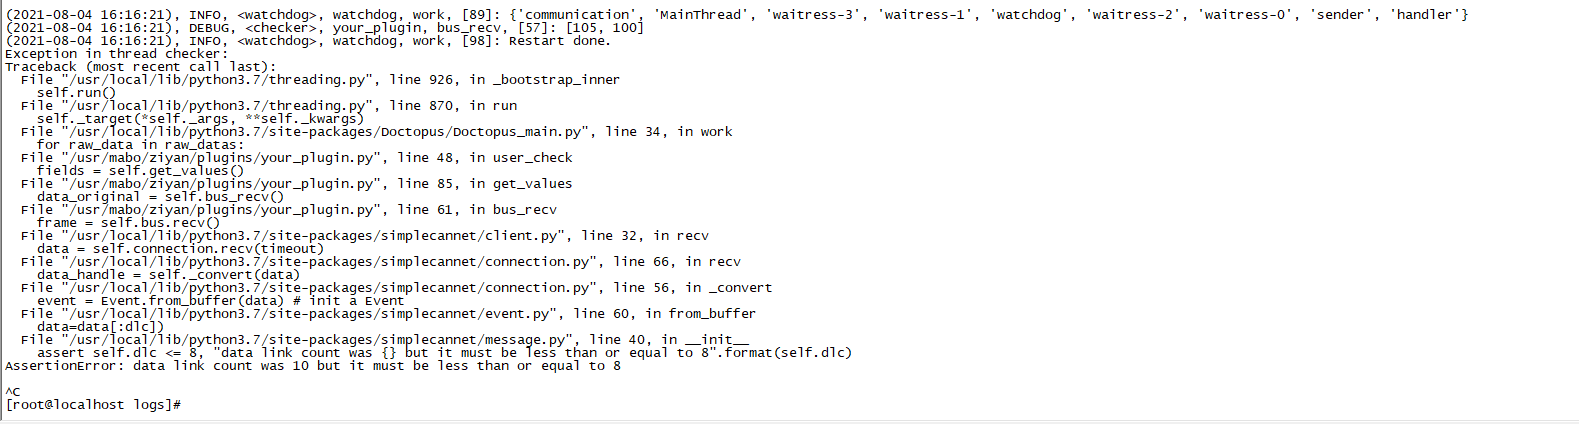 (2021-08-04 16:16:21), INFO, <watchdog>, watchdog, work, [89]: {'communication', 'MainThread', 'waitress-3', 'waitress-1', 'watchdog', 'waitress-2', 'waitress-0', 'sender', 'handler'}
(2021-08-04 16:16:21), DEBUG, <checker>, your_plugin, bus_recv, [57]: [105, 100]
(2021-08-04 16:16:21), INFO, <watchdog>, watchdog, work, [98]: Restart done.
Exception in thread checker:
Traceback (most recent call last):
  File "/usr/local/lib/python3.7/threading.py", line 926, in _bootstrap_inner
    self.run()
  File "/usr/local/lib/python3.7/threading.py", line 870, in run
    self._target(*self._args, **self._kwargs)
  File "/usr/local/lib/python3.7/site-packages/Doctopus/Doctopus_main.py", line 34, in work
    for raw_data in raw_datas:
  File "/usr/mabo/ziyan/plugins/your_plugin.py", line 48, in user_check
    fields = self.get_values()
  File "/usr/mabo/ziyan/plugins/your_plugin.py", line 85, in get_values
    data_original = self.bus_recv()
  File "/usr/mabo/ziyan/plugins/your_plugin.py", line 61, in bus_recv
    frame = self.bus.recv()
  File "/usr/local/lib/python3.7/site-packages/simplecannet/client.py", line 32, in recv
    data = self.connection.recv(timeout)
  File "/usr/local/lib/python3.7/site-packages/simplecannet/connection.py", line 66, in recv
    data_handle = self._convert(data)
  File "/usr/local/lib/python3.7/site-packages/simplecannet/connection.py", line 56, in _convert
    event = Event.from_buffer(data) # init a Event
  File "/usr/local/lib/python3.7/site-packages/simplecannet/event.py", line 60, in from_buffer
    data=data[:dlc])
  File "/usr/local/lib/python3.7/site-packages/simplecannet/message.py", line 40, in __init__
    assert self.dlc <= 8, "data link count was {} but it must be less than or equal to 8".format(self.dlc)
AssertionError: data link count was 10 but it must be less than or equal to 8
^C
[root@localhost logs]#